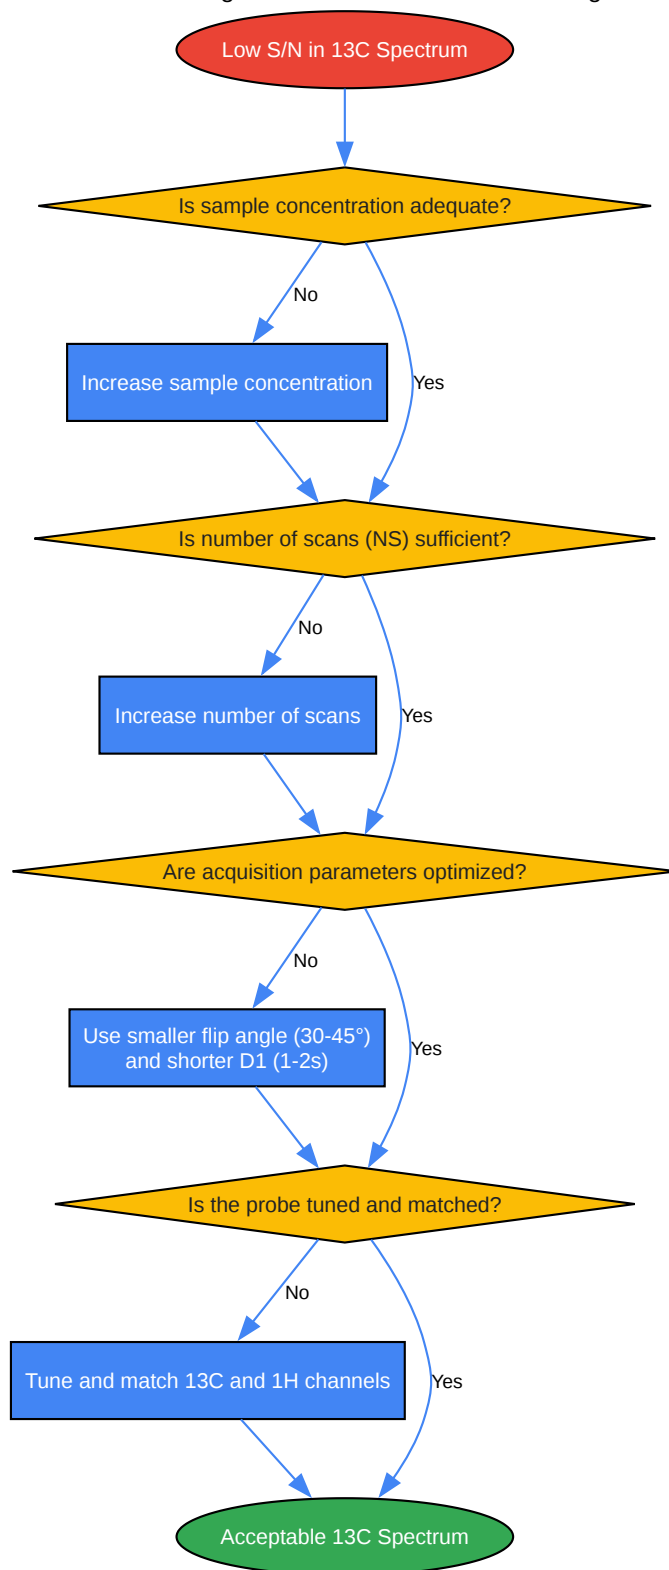 Low S/N in 13C Spectrum
Is sample concentration adequate?
No
Increase sample concentration
Yes
Is number of scans (NS) sufficient?
No
Increase number of scans
Yes
Are acquisition parameters optimized?
No
Use smaller flip angle (30-45°)
and shorter D1 (1-2s)
Yes
Is the probe tuned and matched?
No
Tune and match 13C and 1H channels
Yes
Acceptable 13C Spectrum